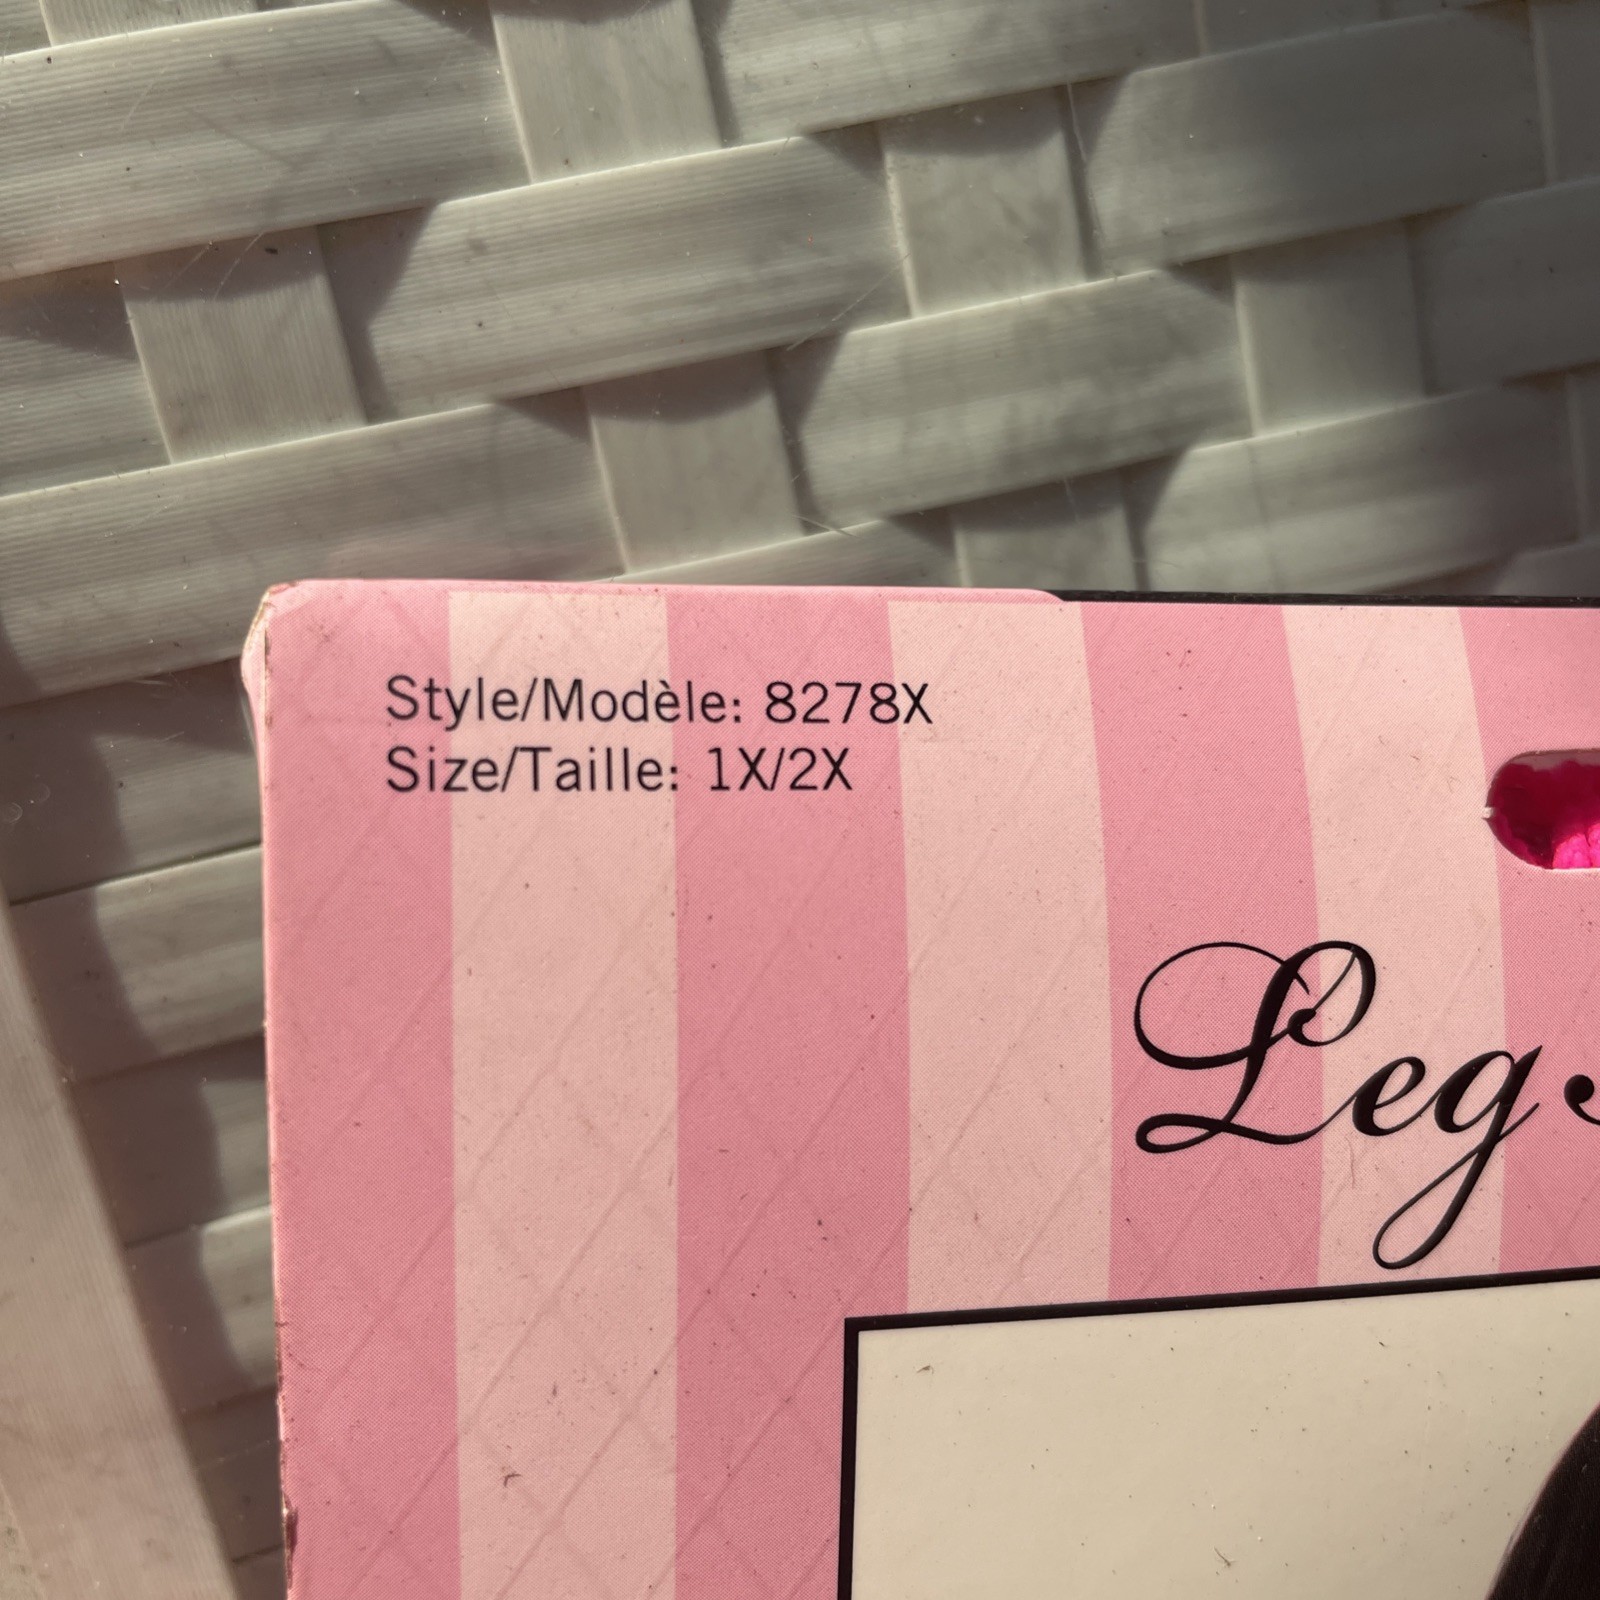 Style/Modèle: 8278X
Size/Taille: 1X/2X
Leg